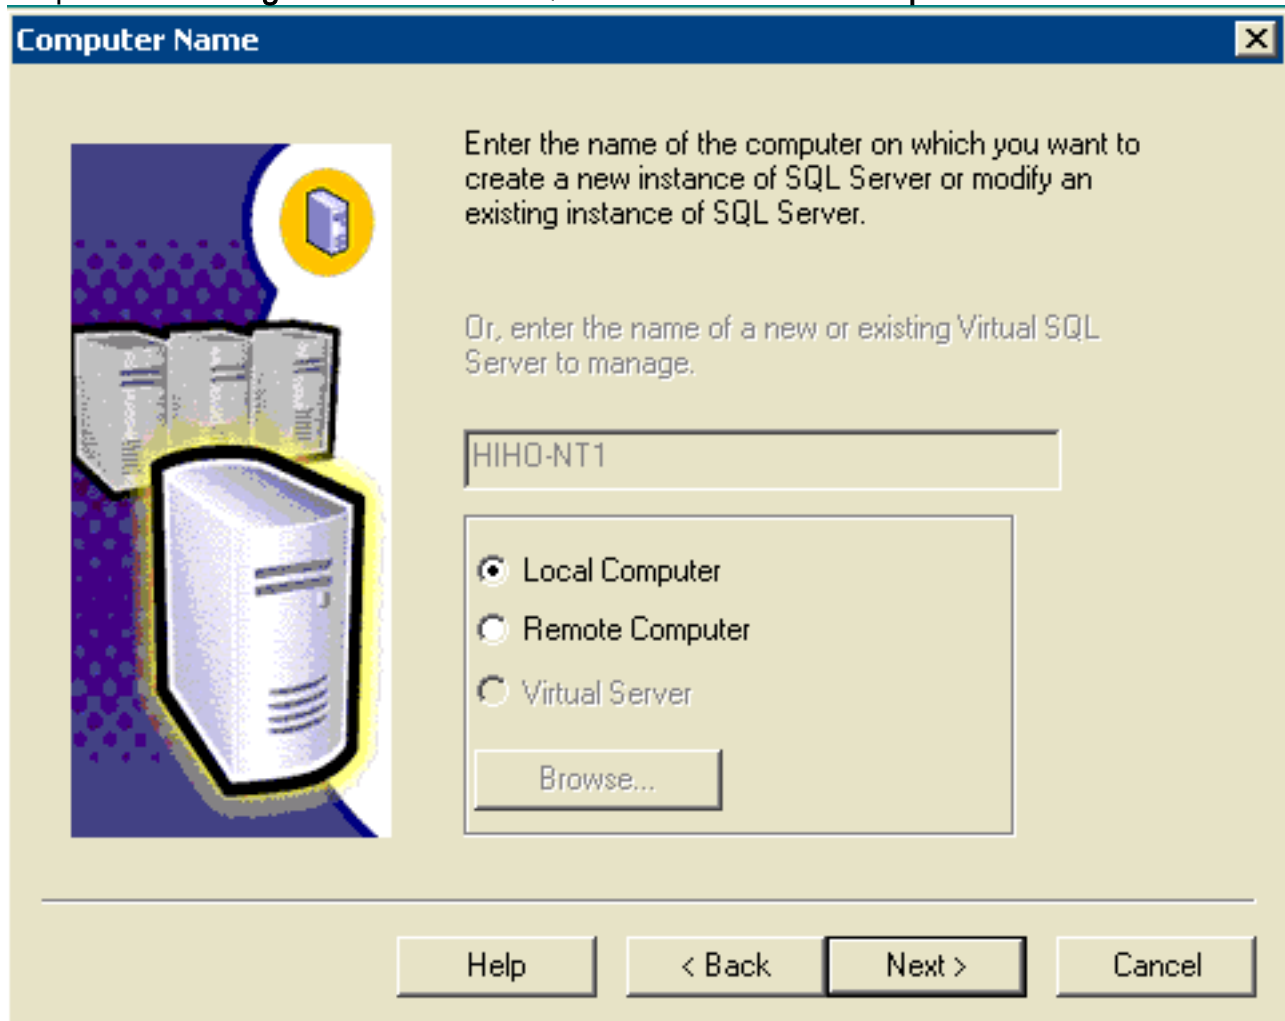 Computer Name
Enter the name of the computer on which you want to
create a new instance of SQL Server or modify an
existing instance of SQL Server.
Or, enter the name of a new or existing Virtual SQL
Server to manage.
HIHO-NT1
Local Computer
Remote Computer
Virtual Server
Browse...
Help
< Back
Next >
Cancel